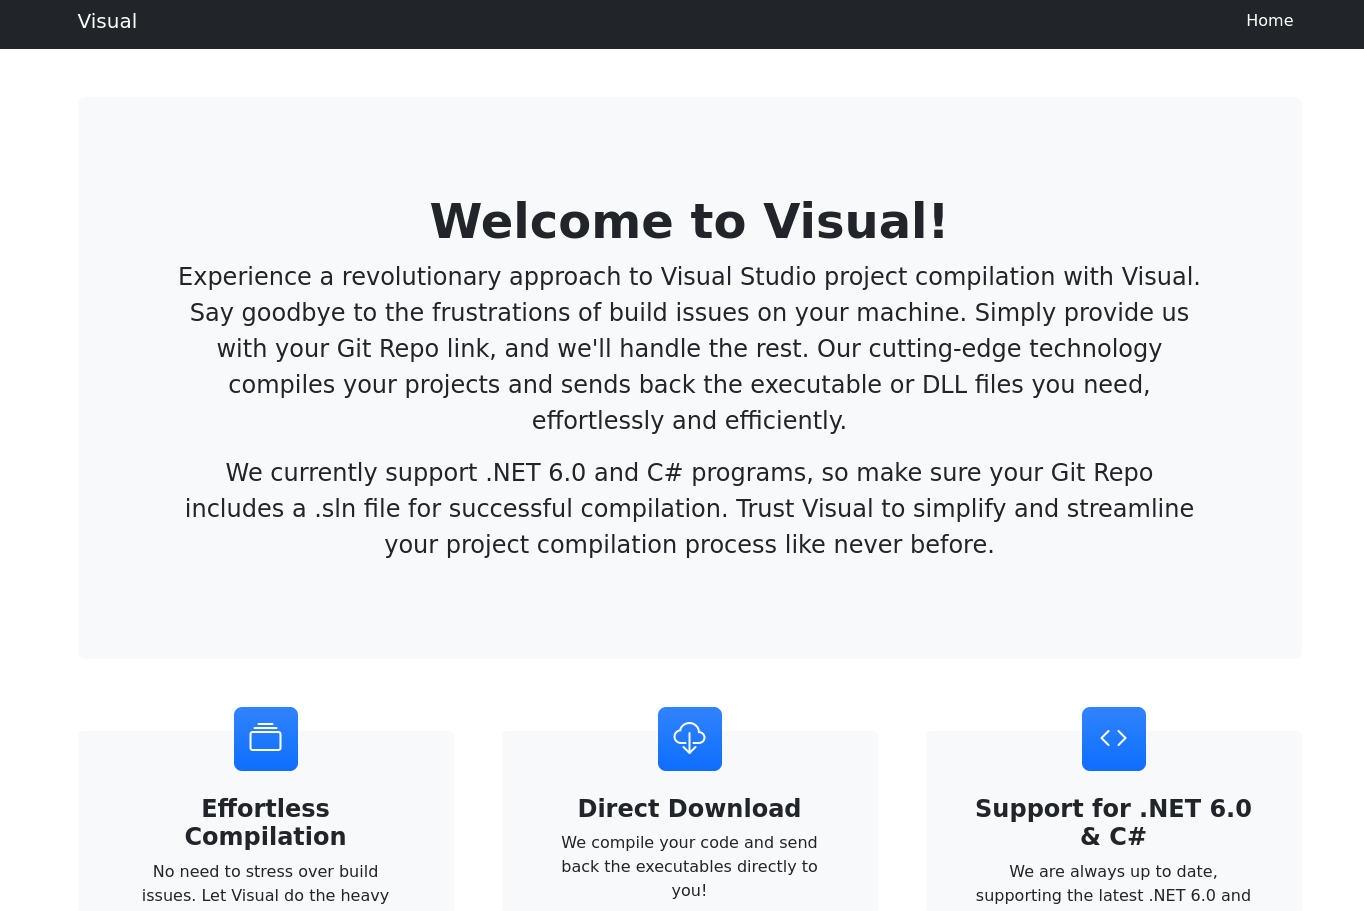 Visual
Home
Welcome to Visual!
Experience a revolutionary approach to Visual Studio project compilation with Visual.
Say goodbye to the frustrations of build issues on your machine. Simply provide us
with your Git Repo link, and we'll handle the rest. Our cutting-edge technology
compiles your projects and sends back the executable or DLL files you need,
effortlessly and efficiently.
We currently support .NET 6.0 and C# programs, so make sure your Git Repo
includes a .sln file for successful compilation. Trust Visual to simplify and streamline
your project compilation process like never before.
Effortless
Compilation
No need to stress over build
issues. Let Visual do the heavy
Direct Download
We compile your code and send
back the executables directly to
you!
Support for .NET 6.0
& C#
We are always up to date,
supporting the latest .NET 6.0 and